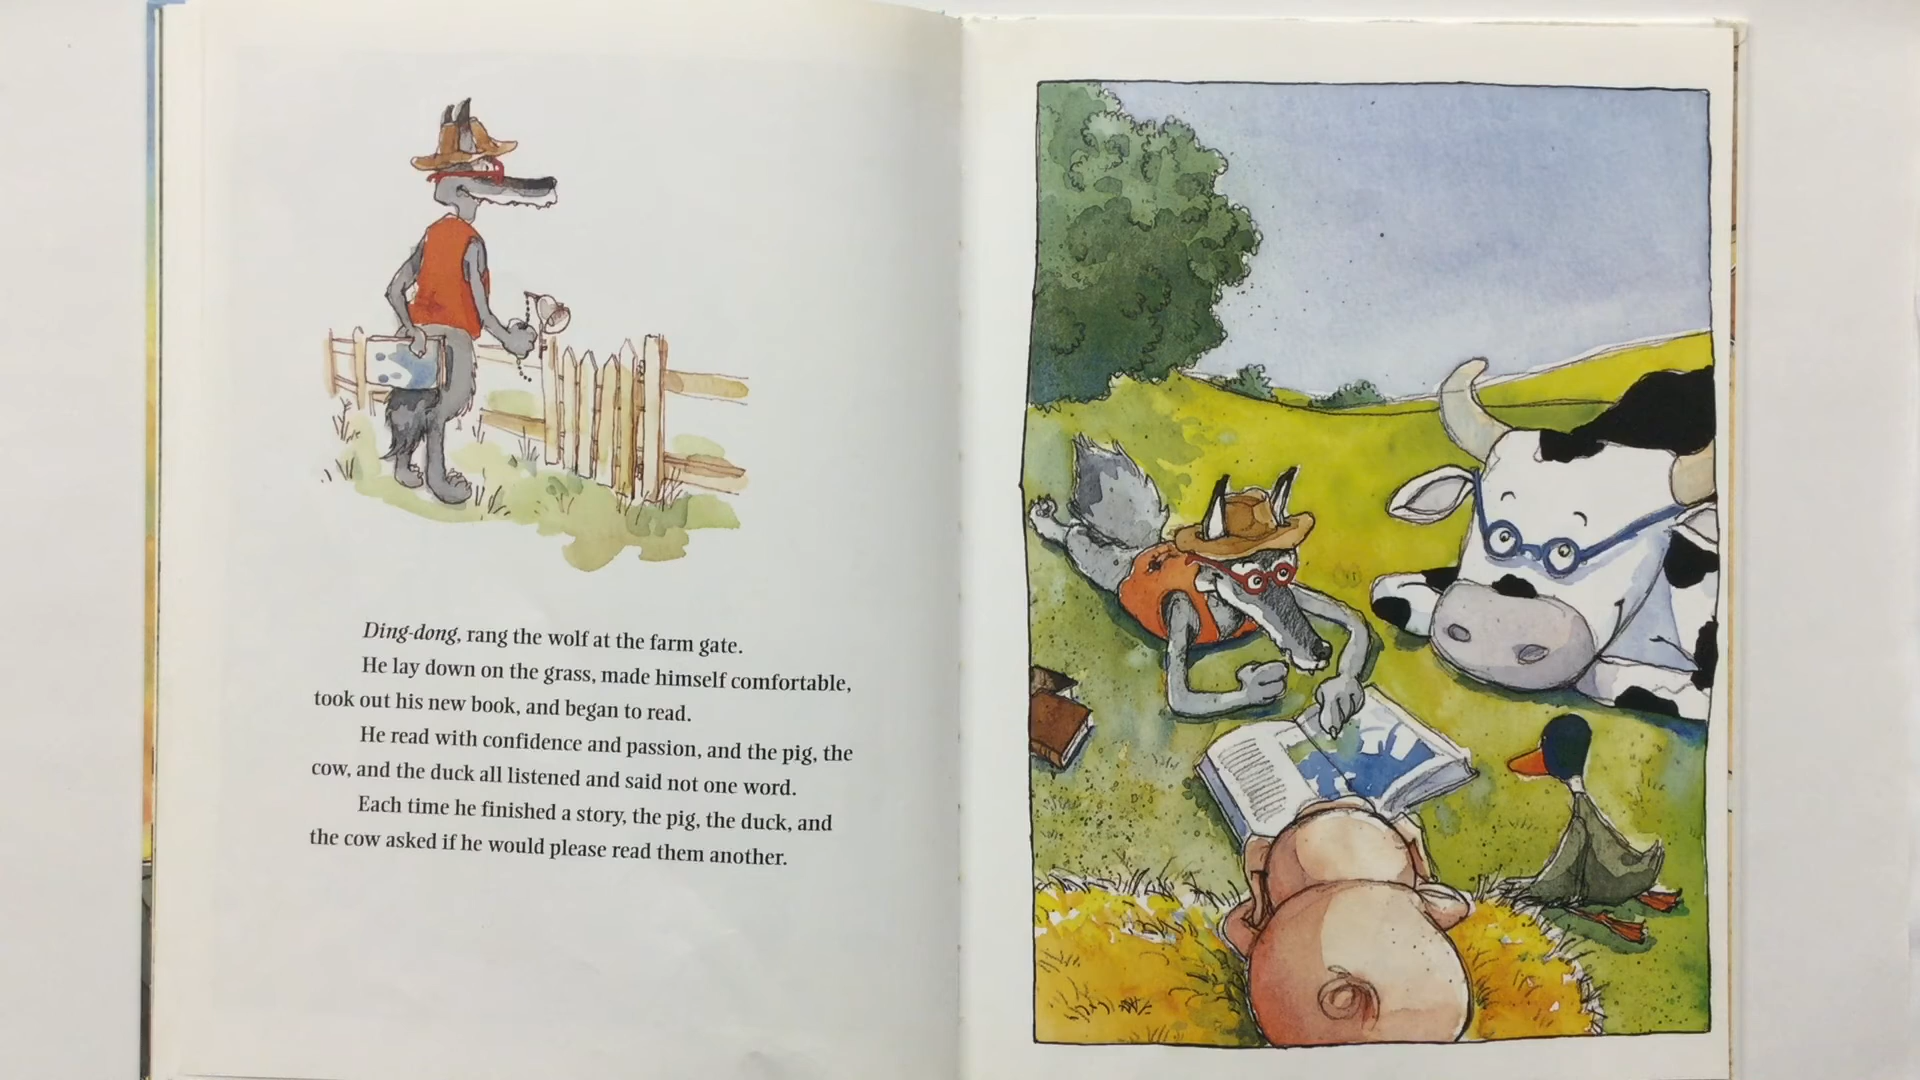 Ding-dong, rang the wolf at the farm gate.
He lay down on the grass, made himself comfortable,
took out his new book, and began to read.
He read with confidence and passion, and the pig, the
cow, and the duck all listened and said not one word.
Each time he finished a story, the pig, the duck, and
the cow asked if he would please read them another.